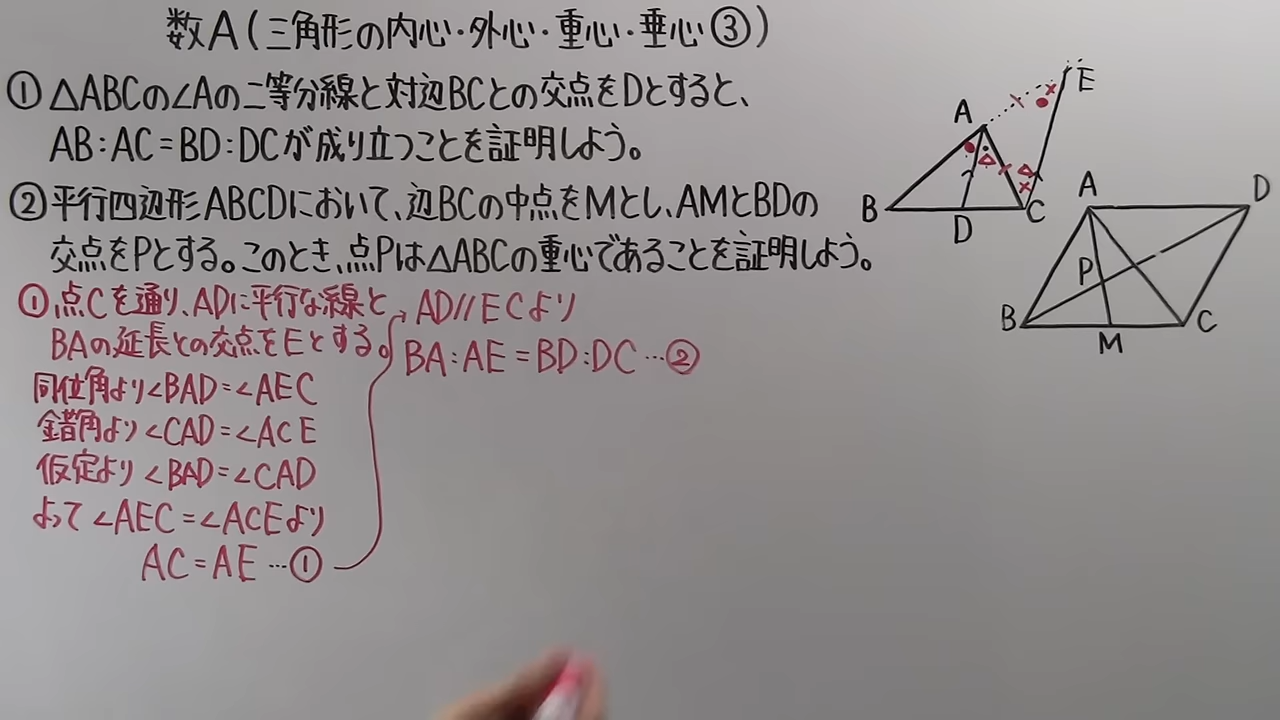 数A(三角形の内心・外心・重心・垂心③)
①△ABCの∠Aの二等分線と対辺BCとの交点をDとすると、
AB:AC=BD:DCが成り立つことを証明しよう。
②平行四辺形ABCDにおいて、辺BCの中点をMとし、AMとBDの
交点をPとする。このとき、点Pは△ABCの重心であることを証明しよう。
①点Cを通り、ADに平行な線と
BAの延長との交点をEとする。
同位角より∠BAD=∠AEC
錯角より∠CAD=∠ACE
仮定より∠BAD=∠CAD
よって∠AEC=∠ACEより
AC=AE…①
AD//ECより
BA:AE=BD:DC…②
E
A
B
D
C
A
D
P
B
M
C